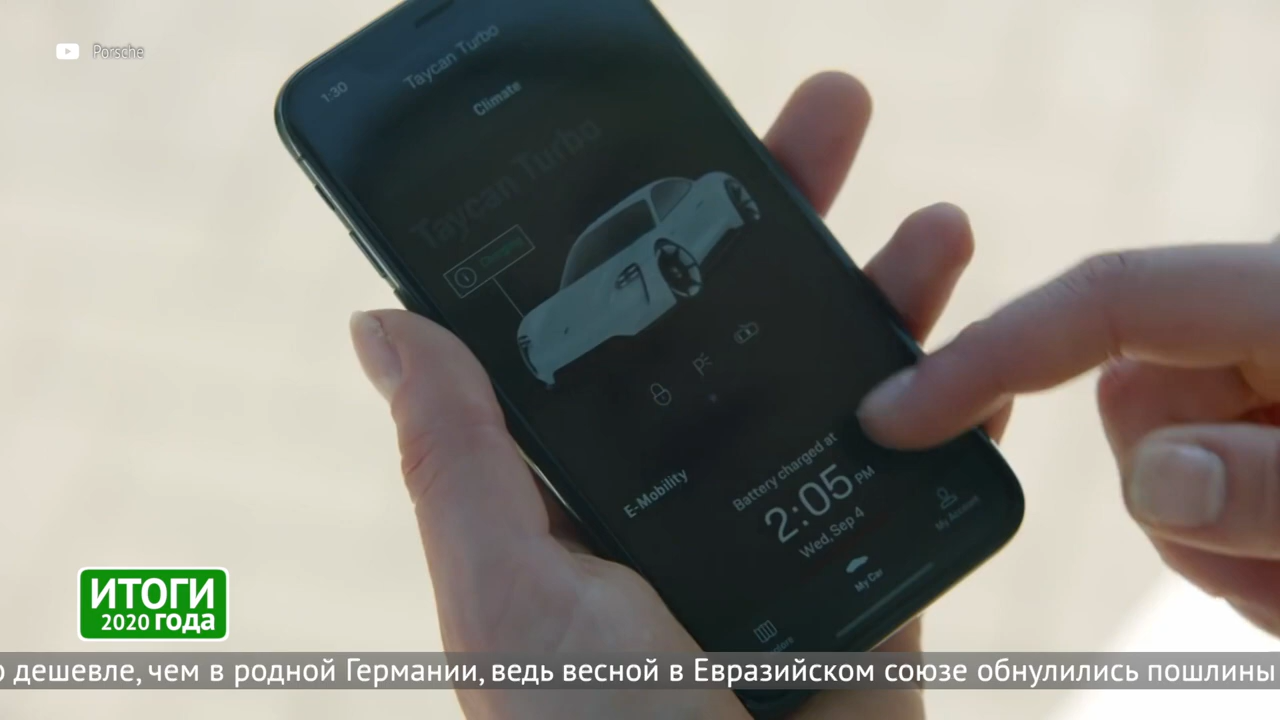 Porsche
1:30
Taycan Turbo
Climate
Taycan Turbo
Charging
E-Mobility
Battery charged at
2:05 PM
Wed, Sep 4
My Car
My Account
ИТОГИ
2020 года
дешевле, чем в родной Германии, ведь весной в Евразийском союзе обнулились пошлины